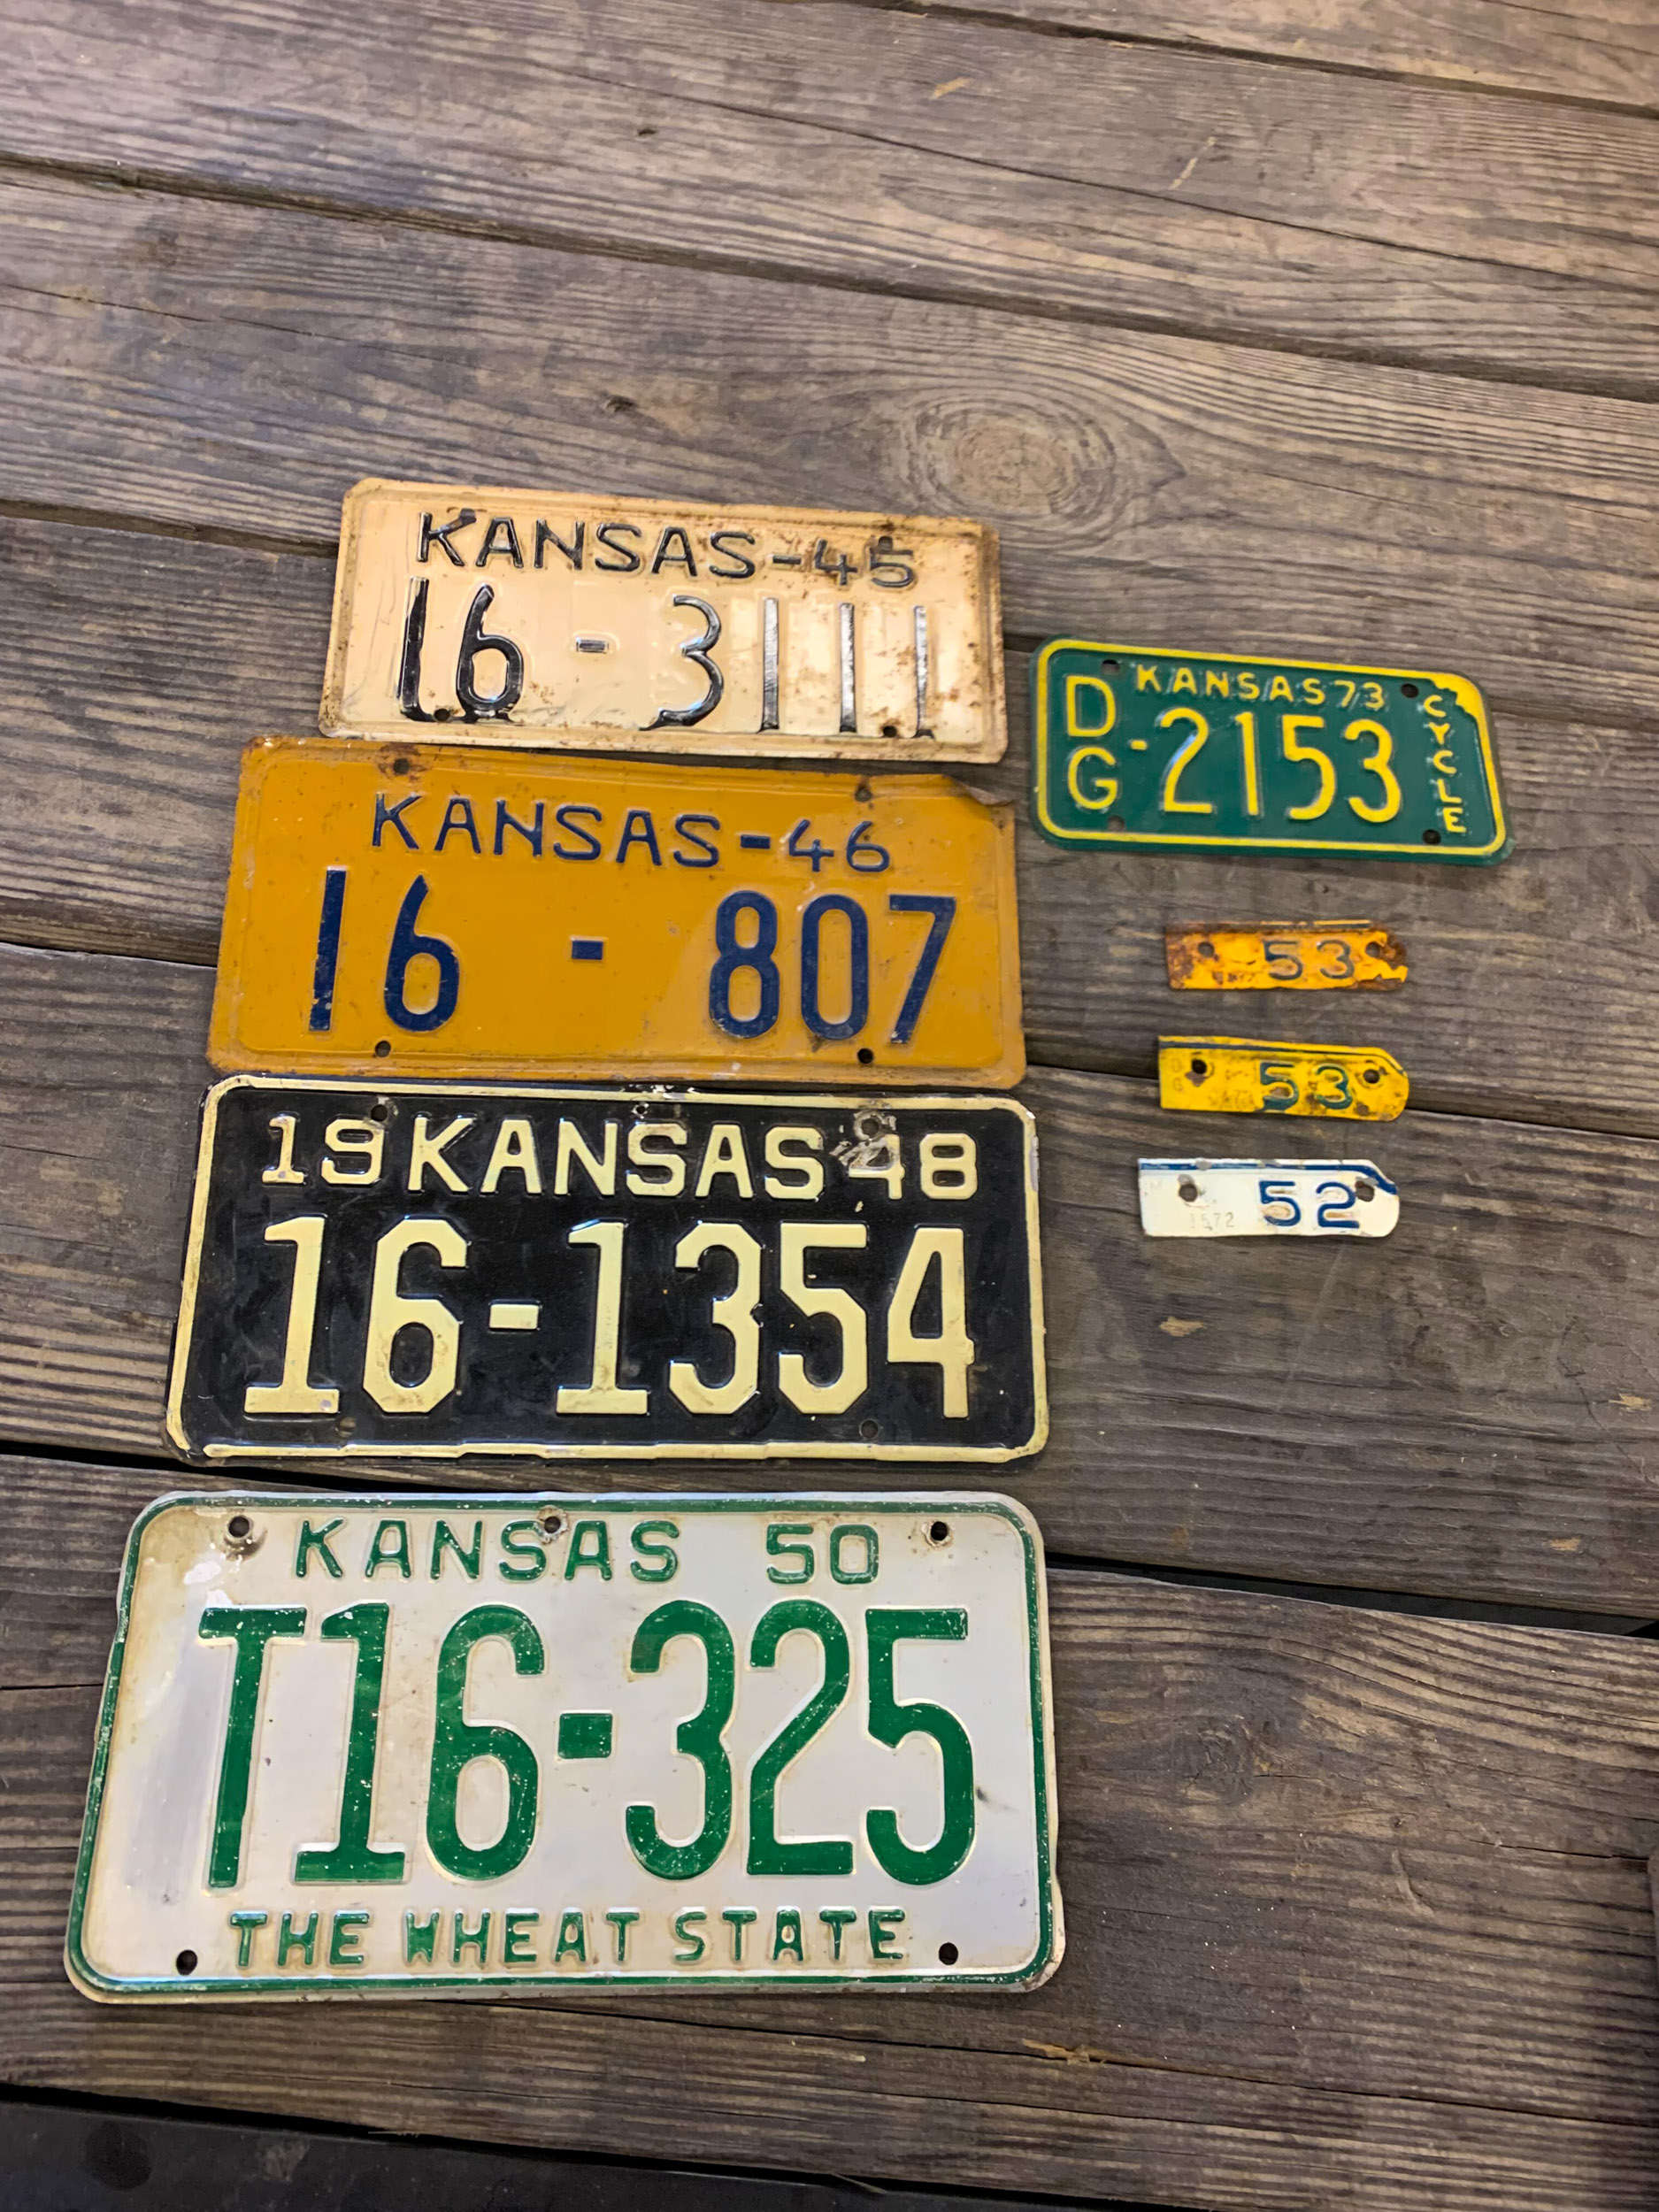 KANSAS-45
16-3111
KANSAS-46
16-807
19 KANSAS 48
16-1354
KANSAS 50
T16-325
THE WHEAT STATE
KANSAS 73
DG-2153
CYCLE
53
53
52
1572